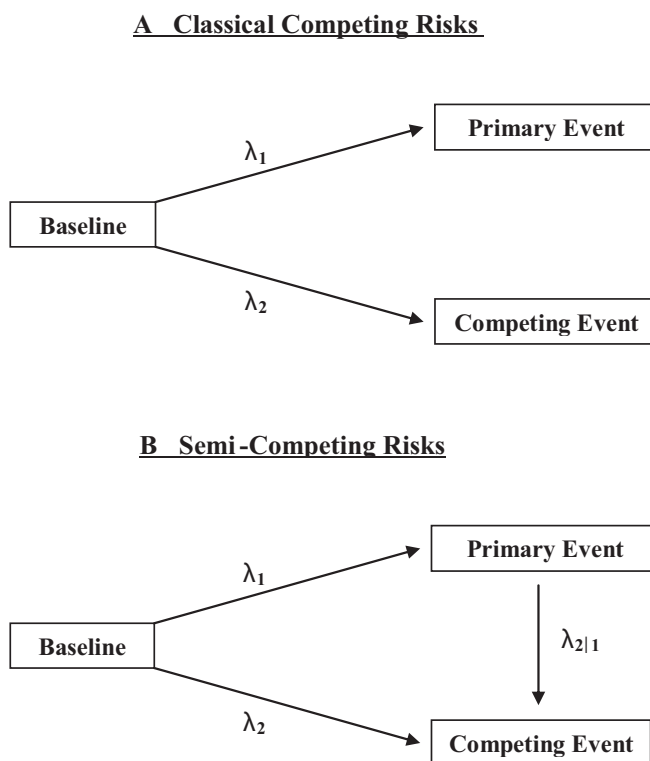 A Classical Competing Risks
Primary Event
λ1
Baseline
λ2
Competing Event
B Semi-Competing Risks
Primary Event
λ1
λ2|1
Baseline
λ2
Competing Event